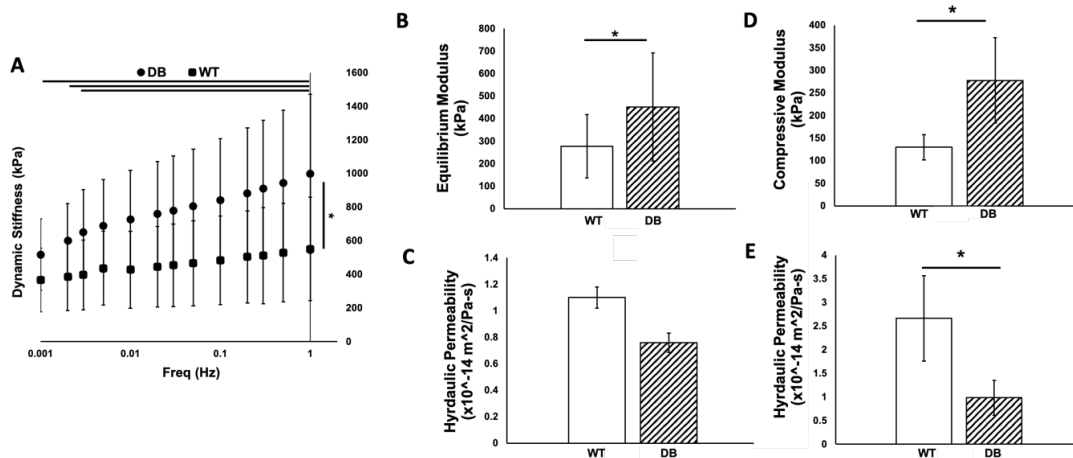 A
DB WT
Dynamic Stiffness (kPa)
1600
1400
1200
1000
800
600
400
200
0
*
0.001 0.01 0.1 1
Freq (Hz)
B
Equilibrium Modulus
(kPa)
800
700
600
500
400
300
200
100
0
*
WT DB
C
Hyrdaulic Permeability
(x10^-14 m^2/Pa-s)
1.4
1.2
1
0.8
0.6
0.4
0.2
0
WT DB
D
Compressive Modulus
(kPa)
400
350
300
250
200
150
100
50
0
*
WT DB
E
Hyrdaulic Permeability
(x10^-14 m^2/Pa-s)
4
3.5
3
2.5
2
1.5
1
0.5
0
*
WT DB